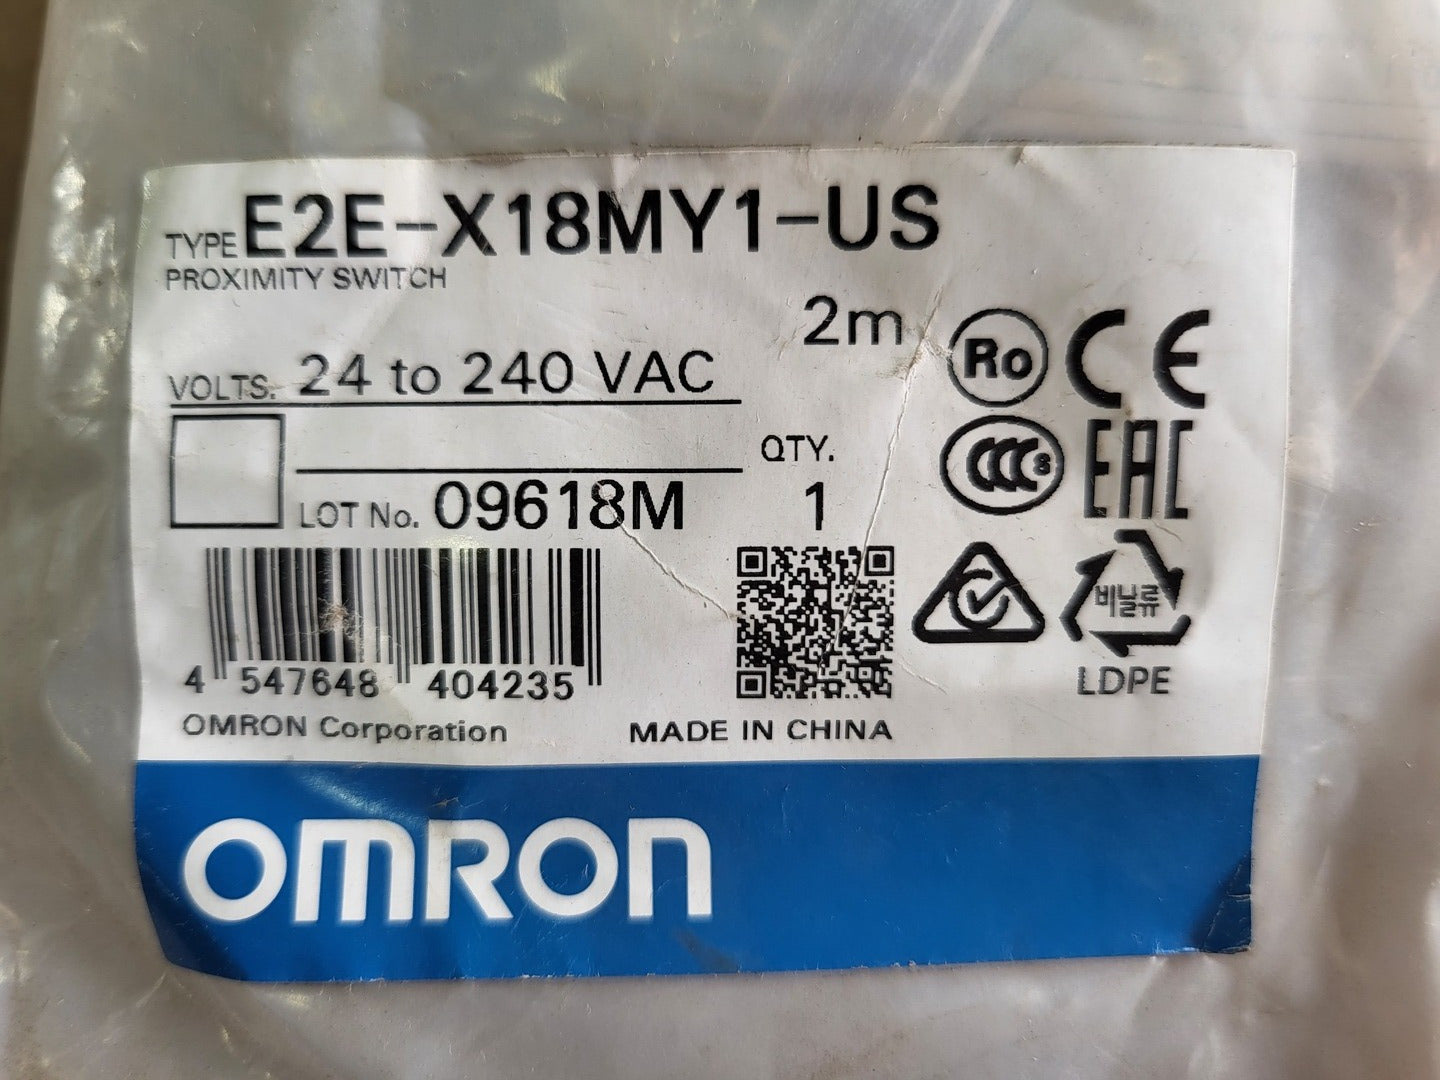 TYPE E2E-X18MY1-US
PROXIMITY SWITCH
2m
VOLTS. 24 to 240 VAC
QTY.
LOT No. 09618M 1
Ro CE
CCC S EAC
비닐류
LDPE
4 547648 404235
OMRON Corporation MADE IN CHINA
OMRON